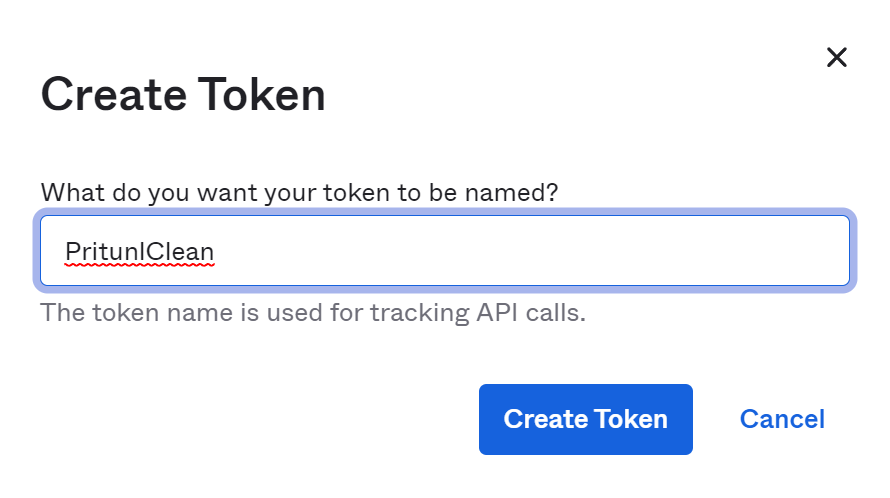 Create Token
What do you want your token to be named?
PritunlClean
The token name is used for tracking API calls.
Create Token
Cancel